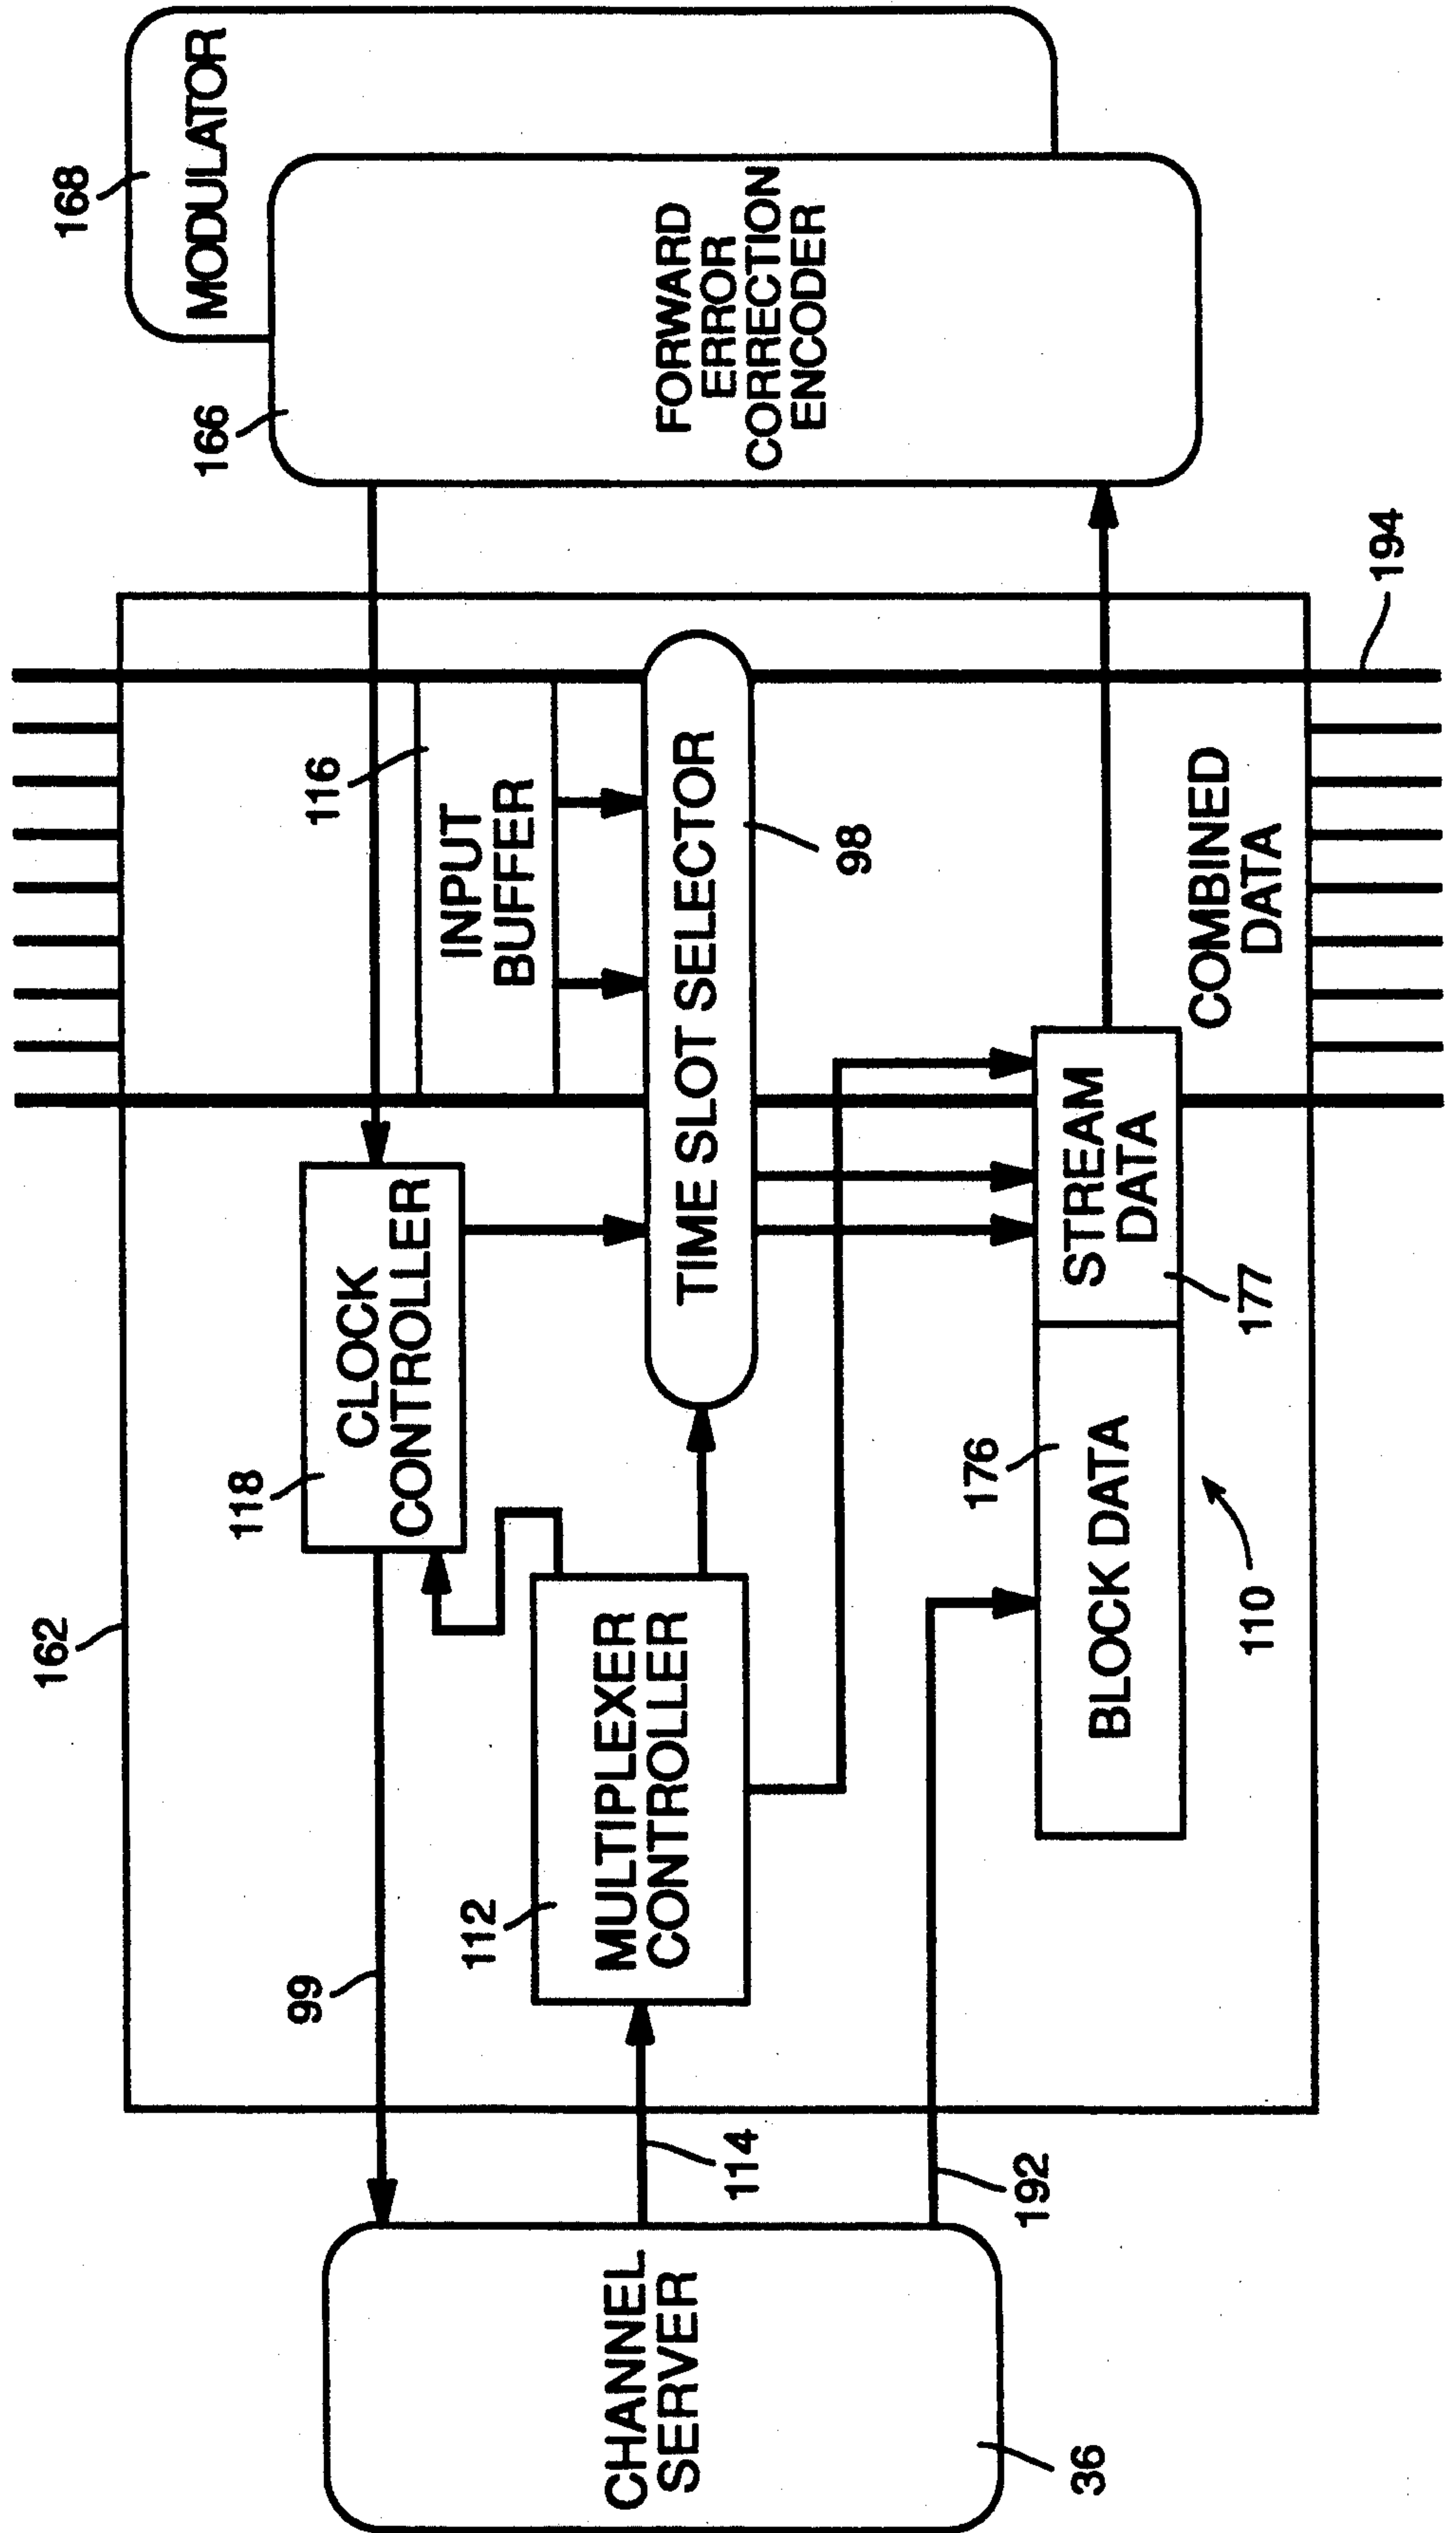 168
MODULATOR
166
FORWARD
ERROR
CORRECTION
ENCODER
194
116
INPUT
BUFFER
TIME SLOT SELECTOR
98
COMBINED
DATA
118
CLOCK
CONTROLLER
STREAM
DATA
177
162
176
BLOCK DATA
110
112
MULTIPLEXER
CONTROLLER
99
114
192
CHANNEL
SERVER
36